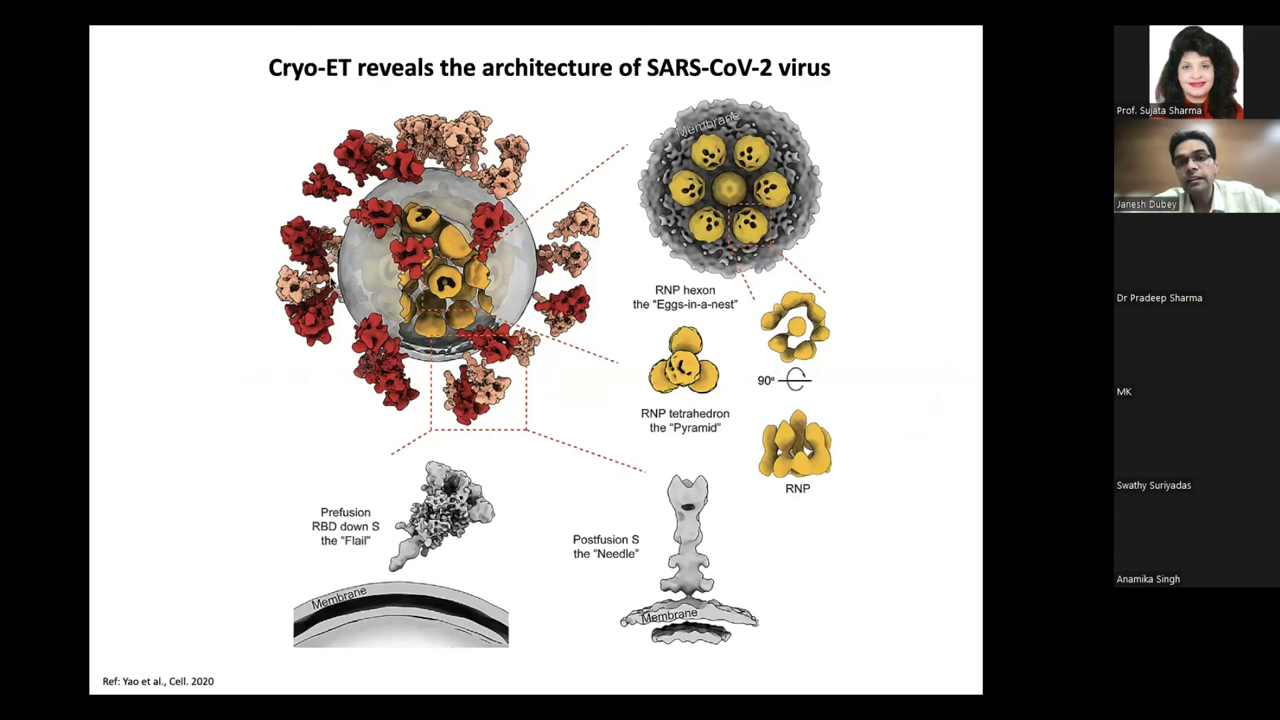 Cryo-ET reveals the architecture of SARS-CoV-2 virus
Membrane
RNP hexon
the “Eggs-in-a-nest”
RNP tetrahedron
the “Pyramid”
90º
RNP
Prefusion
RBD down S
the “Flail”
Membrane
Postfusion S
the “Needle”
Membrane
Ref: Yao et al., Cell. 2020
Prof. Sujata Sharma
Janesh Dubey
Dr Pradeep Sharma
MK
Swathy Suriyadas
Anamika Singh